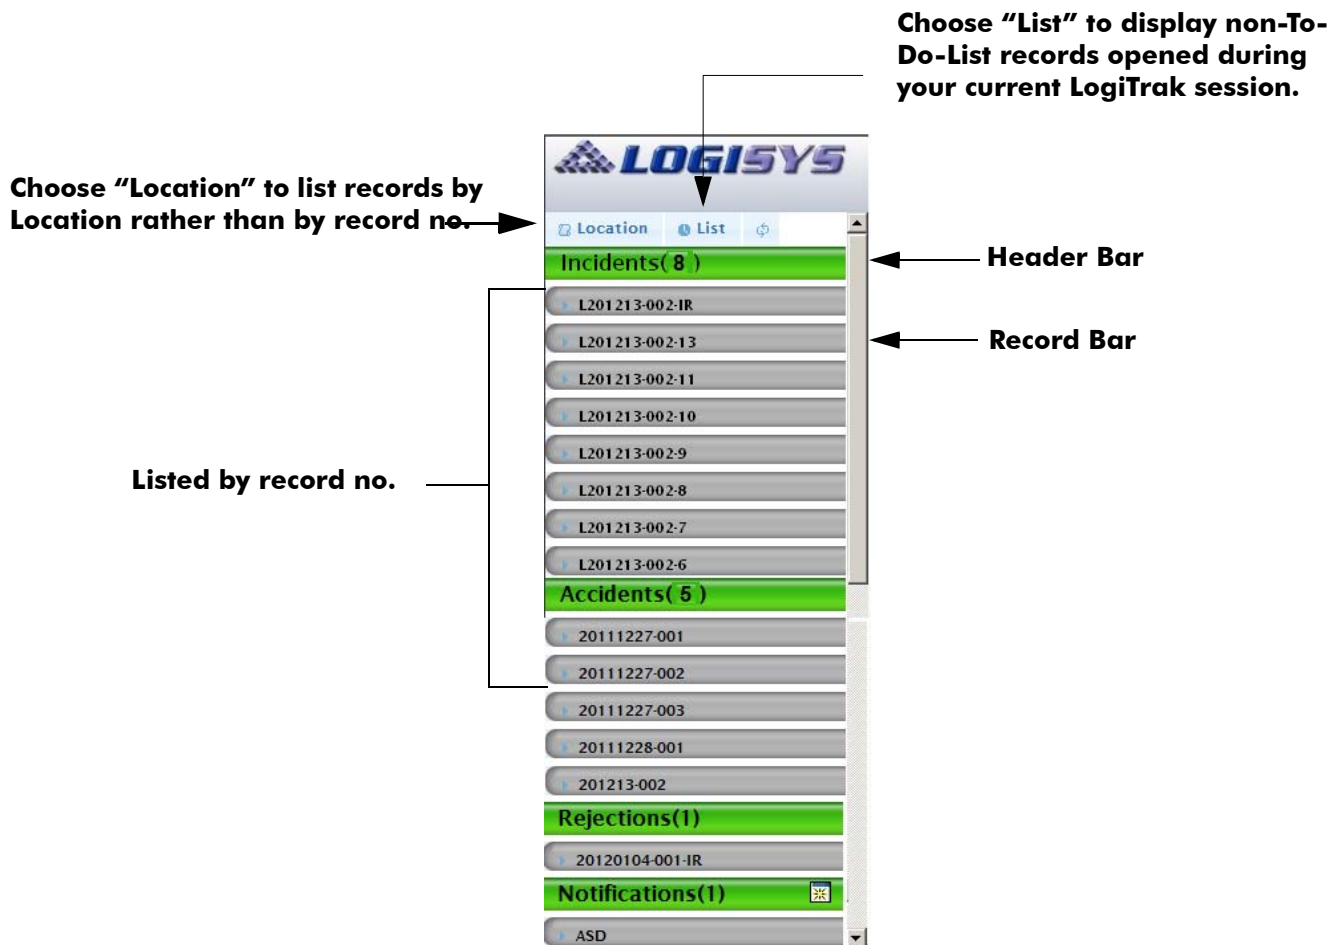 Choose “List” to display non-To-
Do-List records opened during
your current LogiTrak session.
LOGISYS
Choose “Location” to list records by
Location rather than by record no.
Location List
Incidents( 8 )
Header Bar
L201213-002-IR
L201213-002-13
Record Bar
L201213-002-11
L201213-002-10
L201213-002-9
Listed by record no.
L201213-002-8
L201213-002-7
L201213-002-6
Accidents( 5 )
20111227-001
20111227-002
20111227-003
20111228-001
201213-002
Rejections(1)
20120104-001-IR
Notifications(1)
ASD